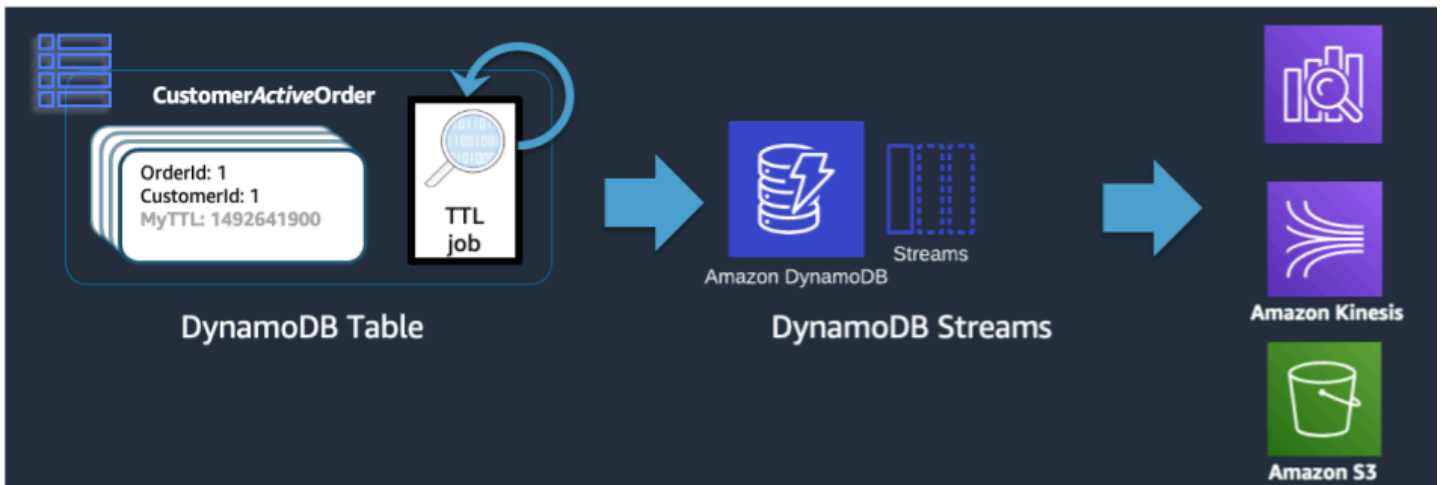 CustomerActiveOrder
OrderId: 1
CustomerId: 1
MyTTL: 1492641900
TTL
job
DynamoDB Table
Amazon DynamoDB
Streams
DynamoDB Streams
Amazon Kinesis
Amazon S3